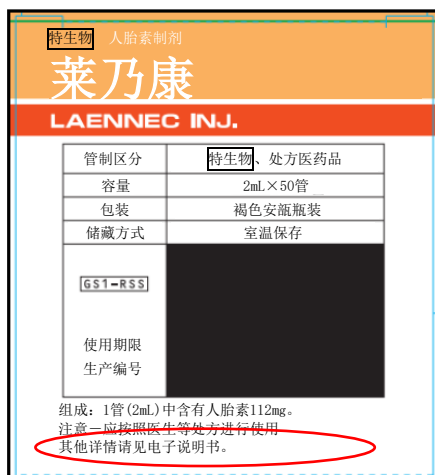 特生物 人胎素制剂
莱乃康
LAENNEC INJ.
管制区分 特生物、处方医药品
容量 2mL×50管
包装 褐色安瓿瓶装
储藏方式 室温保存
GS1-RSS
使用期限
生产编号
组成：1管(2mL)中含有人胎素112mg。
注意－应按照医生等处方进行使用
其他详情请见电子说明书。